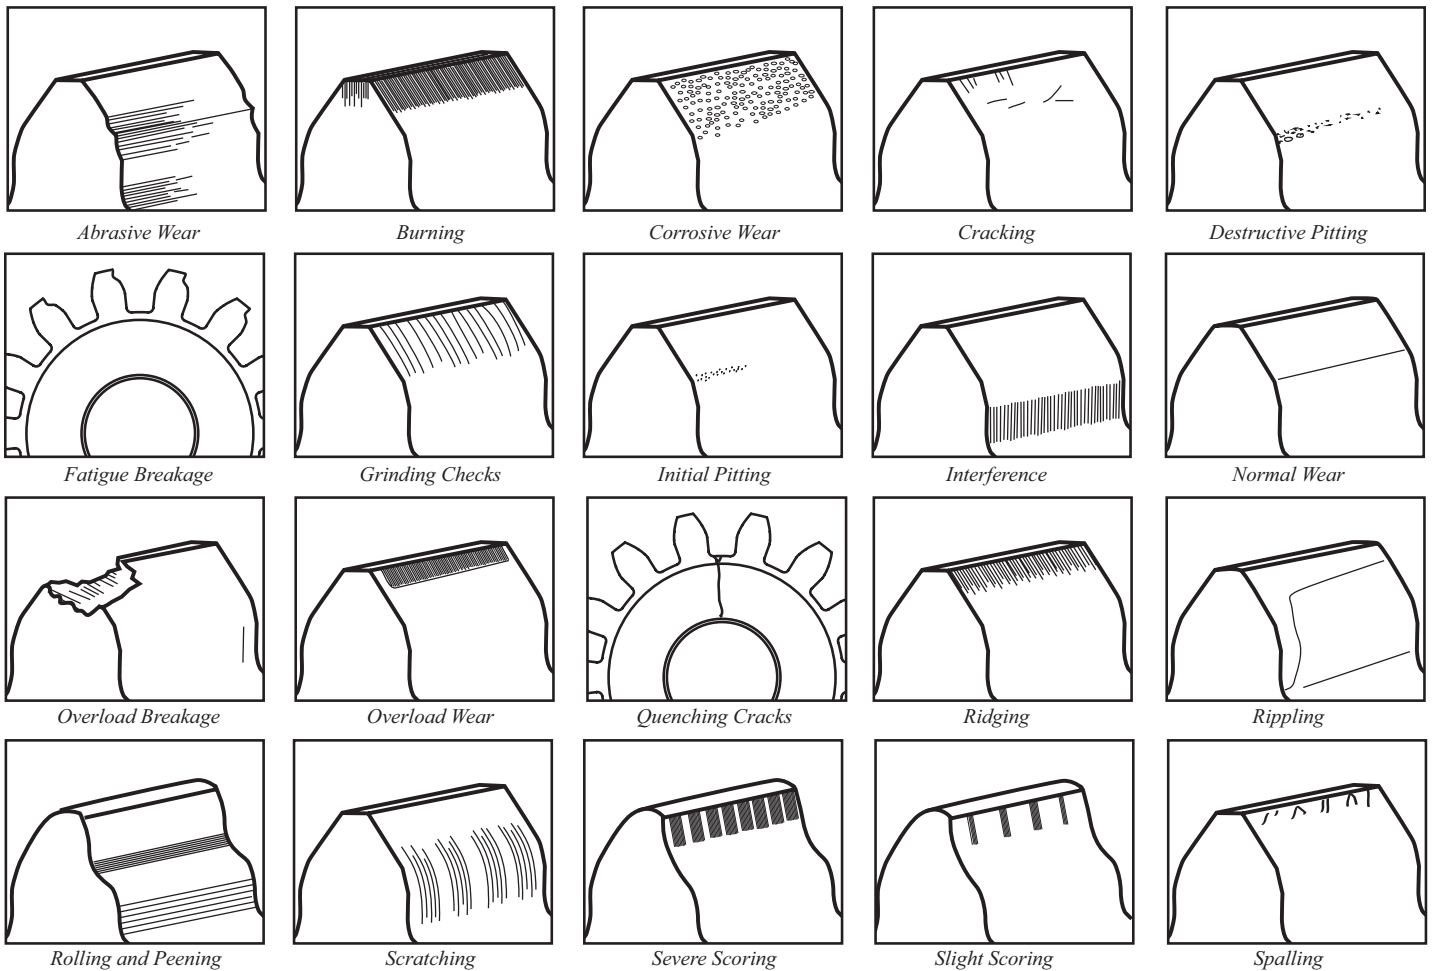 Abrasive Wear
Burning
Corrosive Wear
Cracking
Destructive Pitting
Fatigue Breakage
Grinding Checks
Initial Pitting
Interference
Normal Wear
Overload Breakage
Overload Wear
Quenching Cracks
Ridging
Rippling
Rolling and Peening
Scratching
Severe Scoring
Slight Scoring
Spalling